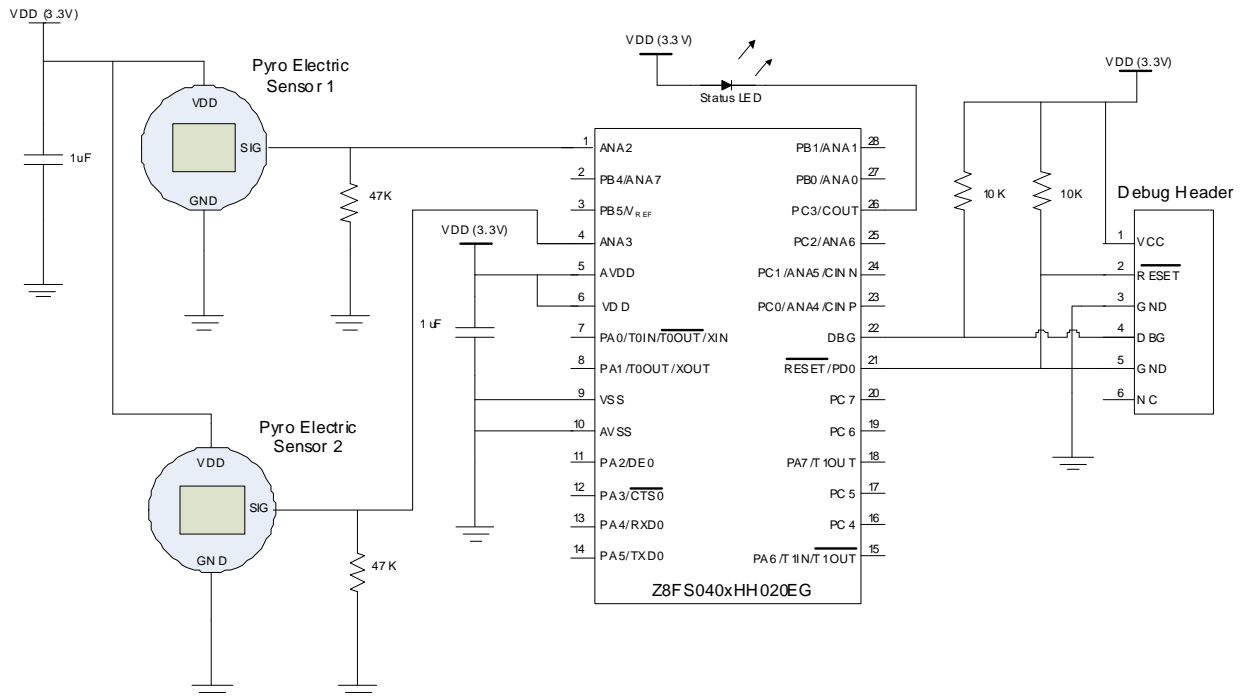 VDD (3.3V)
Pyro Electric
Sensor 1
VDD
SIG
GND
1uF
47K
Pyro Electric
Sensor 2
VDD
SIG
GND
47K
VDD (3.3V)
1uF
VDD (3.3V)
Status LED
1 ANA2
2 PB4/ANA7
3 PB5/VREF
4 ANA3
5 AVDD
6 VDD
7 PA0/T0IN/T0OUT/XIN
8 PA1/T0OUT/XOUT
9 VSS
10 AVSS
11 PA2/DE0
12 PA3/CTS0
13 PA4/RXD0
14 PA5/TXD0
PB1/ANA1 28
PB0/ANA0 27
PC3/COUT 26
PC2/ANA6 25
PC1/ANA5/CINN 24
PC0/ANA4/CINP 23
DBG 22
RESET/PD0 21
PC7 20
PC6 19
PA7/T1OUT 18
PC5 17
PC4 16
PA6/T1IN/T1OUT 15
Z8FS040xHH020EG
VDD (3.3V)
10K
10K
Debug Header
1 VCC
2 RESET
3 GND
4 DBG
5 GND
6 NC